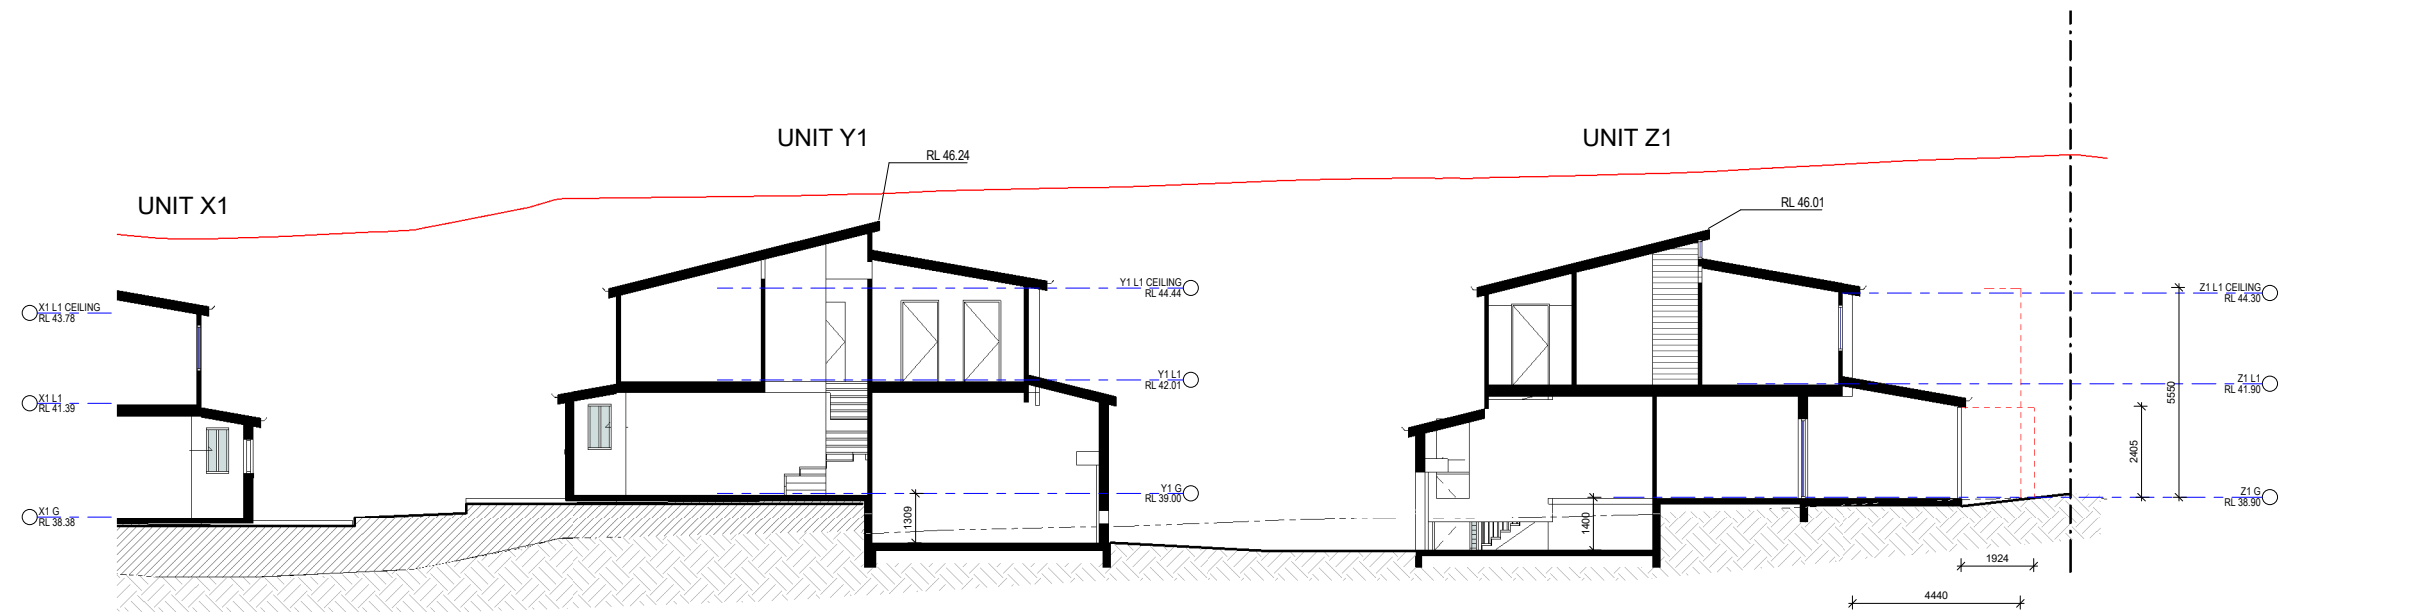 UNIT X1
UNIT Y1
UNIT Z1
RL 46.24
RL 46.01
X1 L1 CEILING
RL 43.78
X1 L1
RL 41.39
X1 G
RL 38.38
Y1 L1 CEILING
RL 44.44
Y1 L1
RL 42.01
Y1 G
RL 39.00
1309
1400
Z1 L1 CEILING
RL 44.30
Z1 L1
RL 41.90
Z1 G
RL 38.90
5550
2405
1924
4440